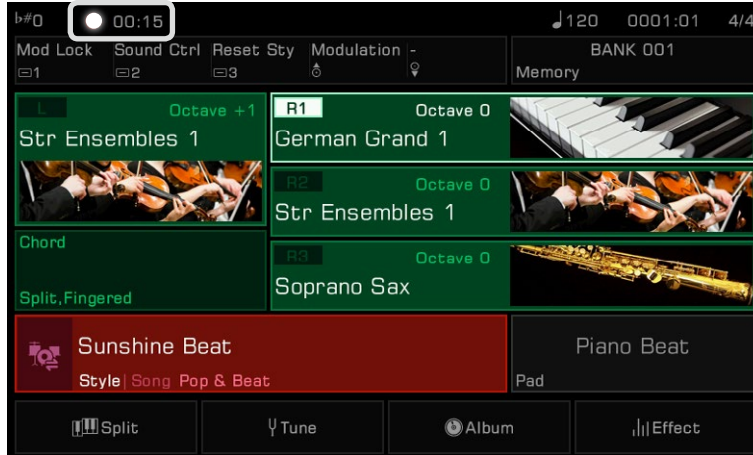 b#0 00:15 ♩120 0001:01 4/4
Mod Lock Sound Ctrl Reset Sty Modulation - BANK 001
1 2 3 Memory
L Octave +1 R1 Octave 0
Str Ensembles 1 German Grand 1
R2 Octave 0
Str Ensembles 1
Chord R3 Octave 0
Soprano Sax
Split,Fingered
Sunshine Beat Piano Beat
Style|Song Pop & Beat Pad
Split Tune Album Effect